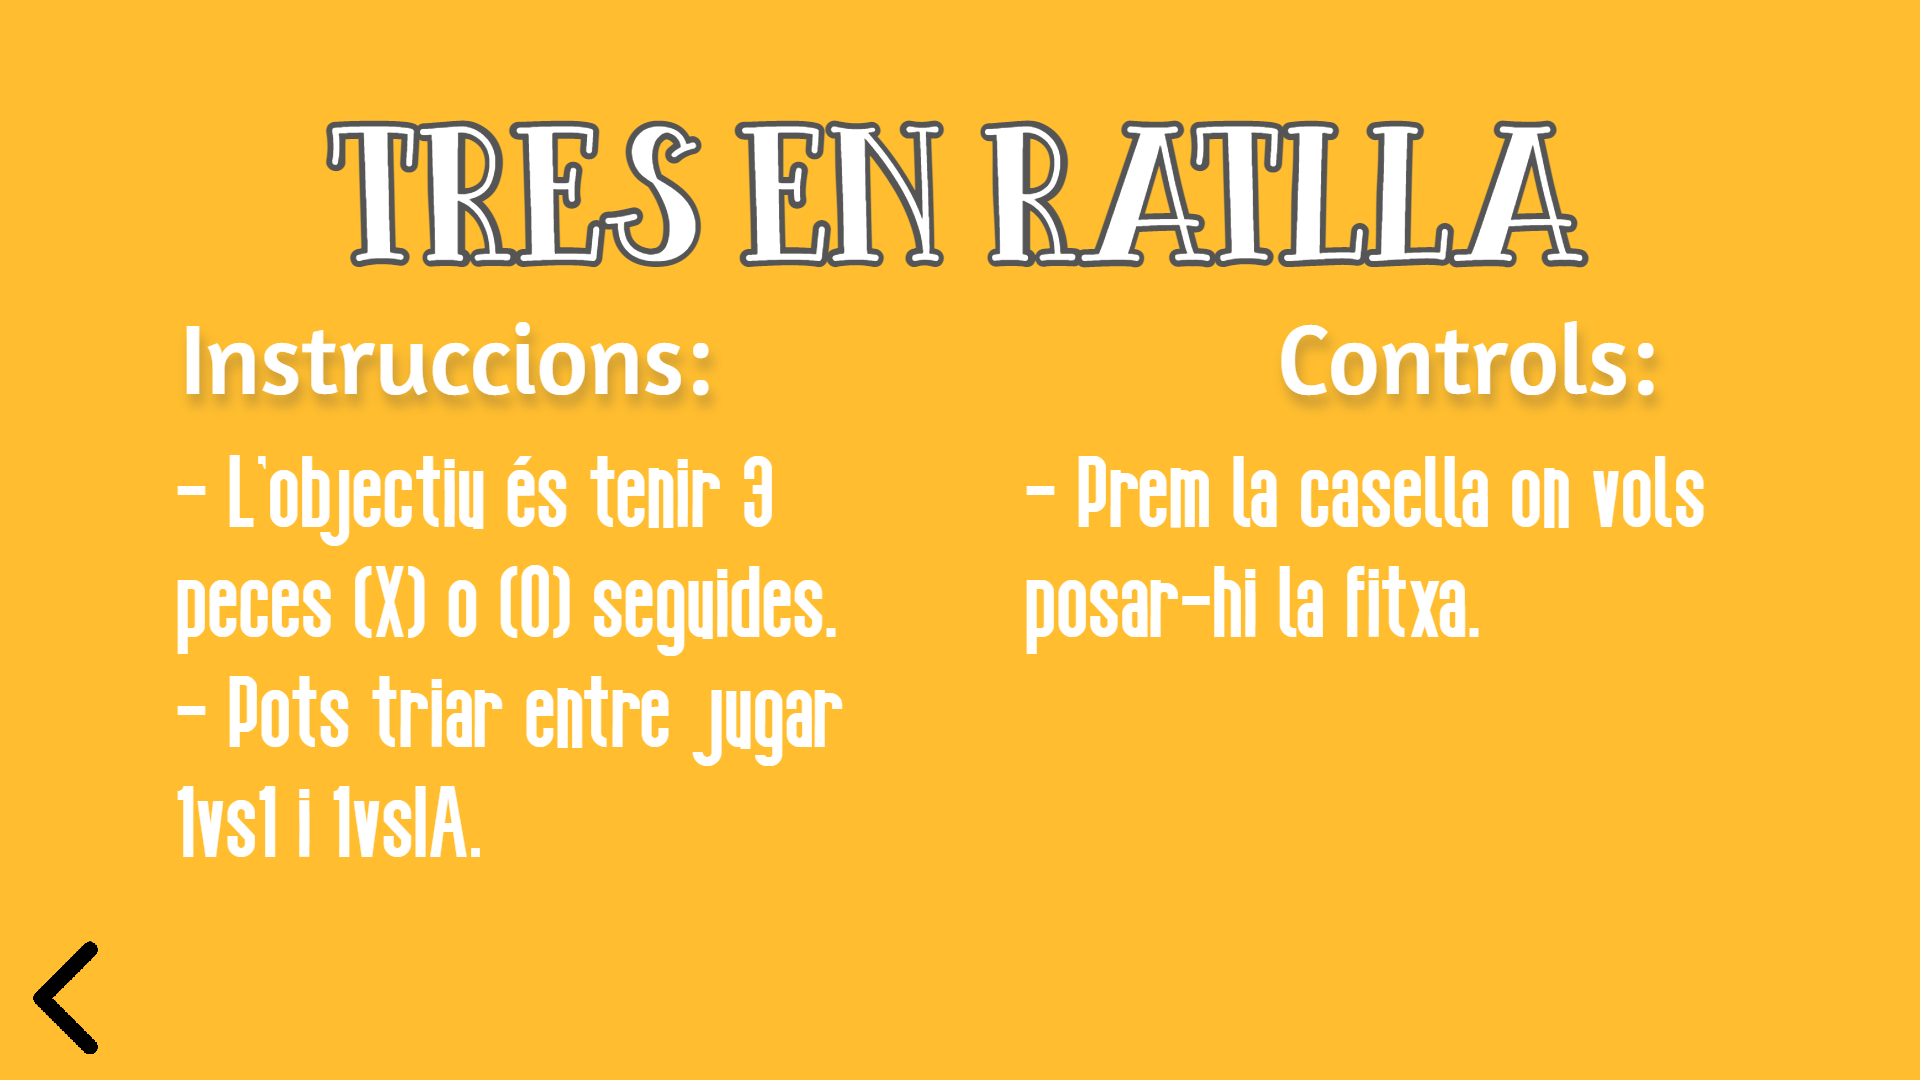 TRES EN RATLLA
Instruccions:
- L'objectiu és tenir 3
peces (X) o (O) seguides.
- Pots triar entre jugar
1vs1 i 1vsIA.
Controls:
- Prem la casella on vols
posar-hi la fitxa.